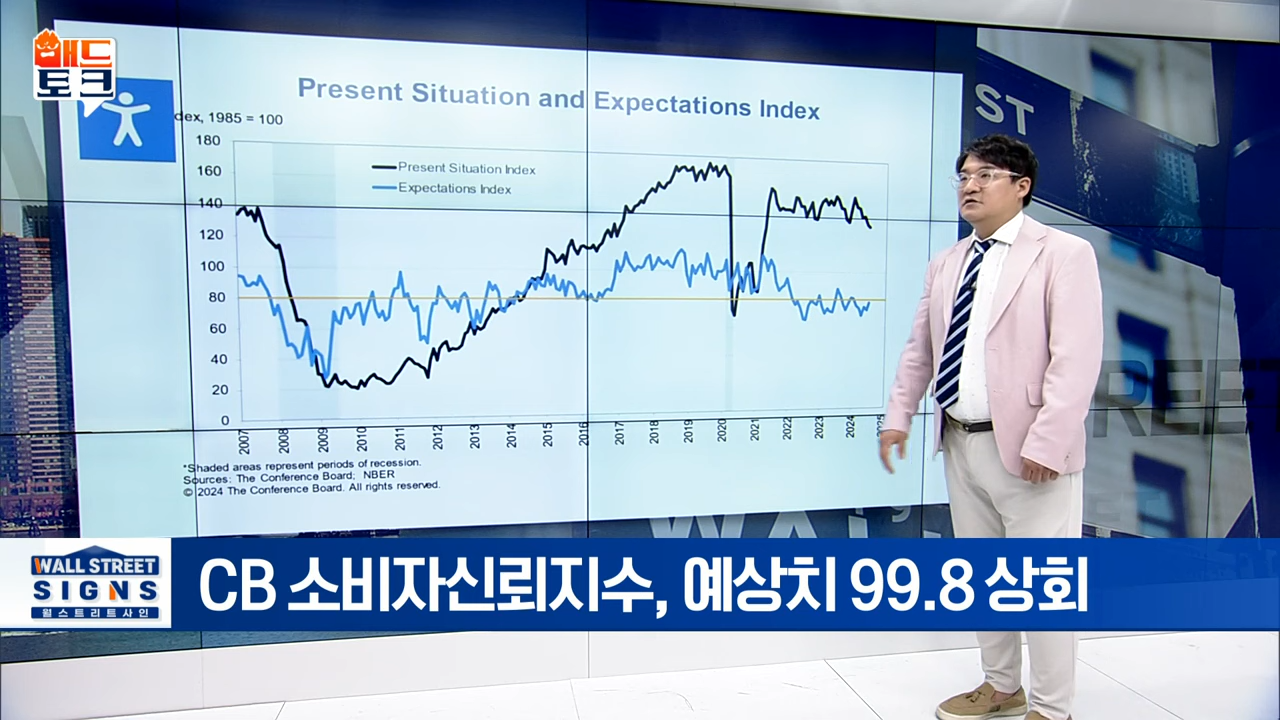 매드
토크
Present Situation and Expectations Index
dex, 1985 = 100
180
160
140
120
100
80
60
40
20
0
Present Situation Index
Expectations Index
2007
2008
2009
2010
2011
2012
2013
2014
2015
2016
2017
2018
2019
2020
2021
2022
2023
2024
2025
*Shaded areas represent periods of recession.
Sources: The Conference Board; NBER
© 2024 The Conference Board. All rights reserved.
ST
WALL STREET
SIGNS
월스트리트사인
CB 소비자신뢰지수, 예상치 99.8 상회